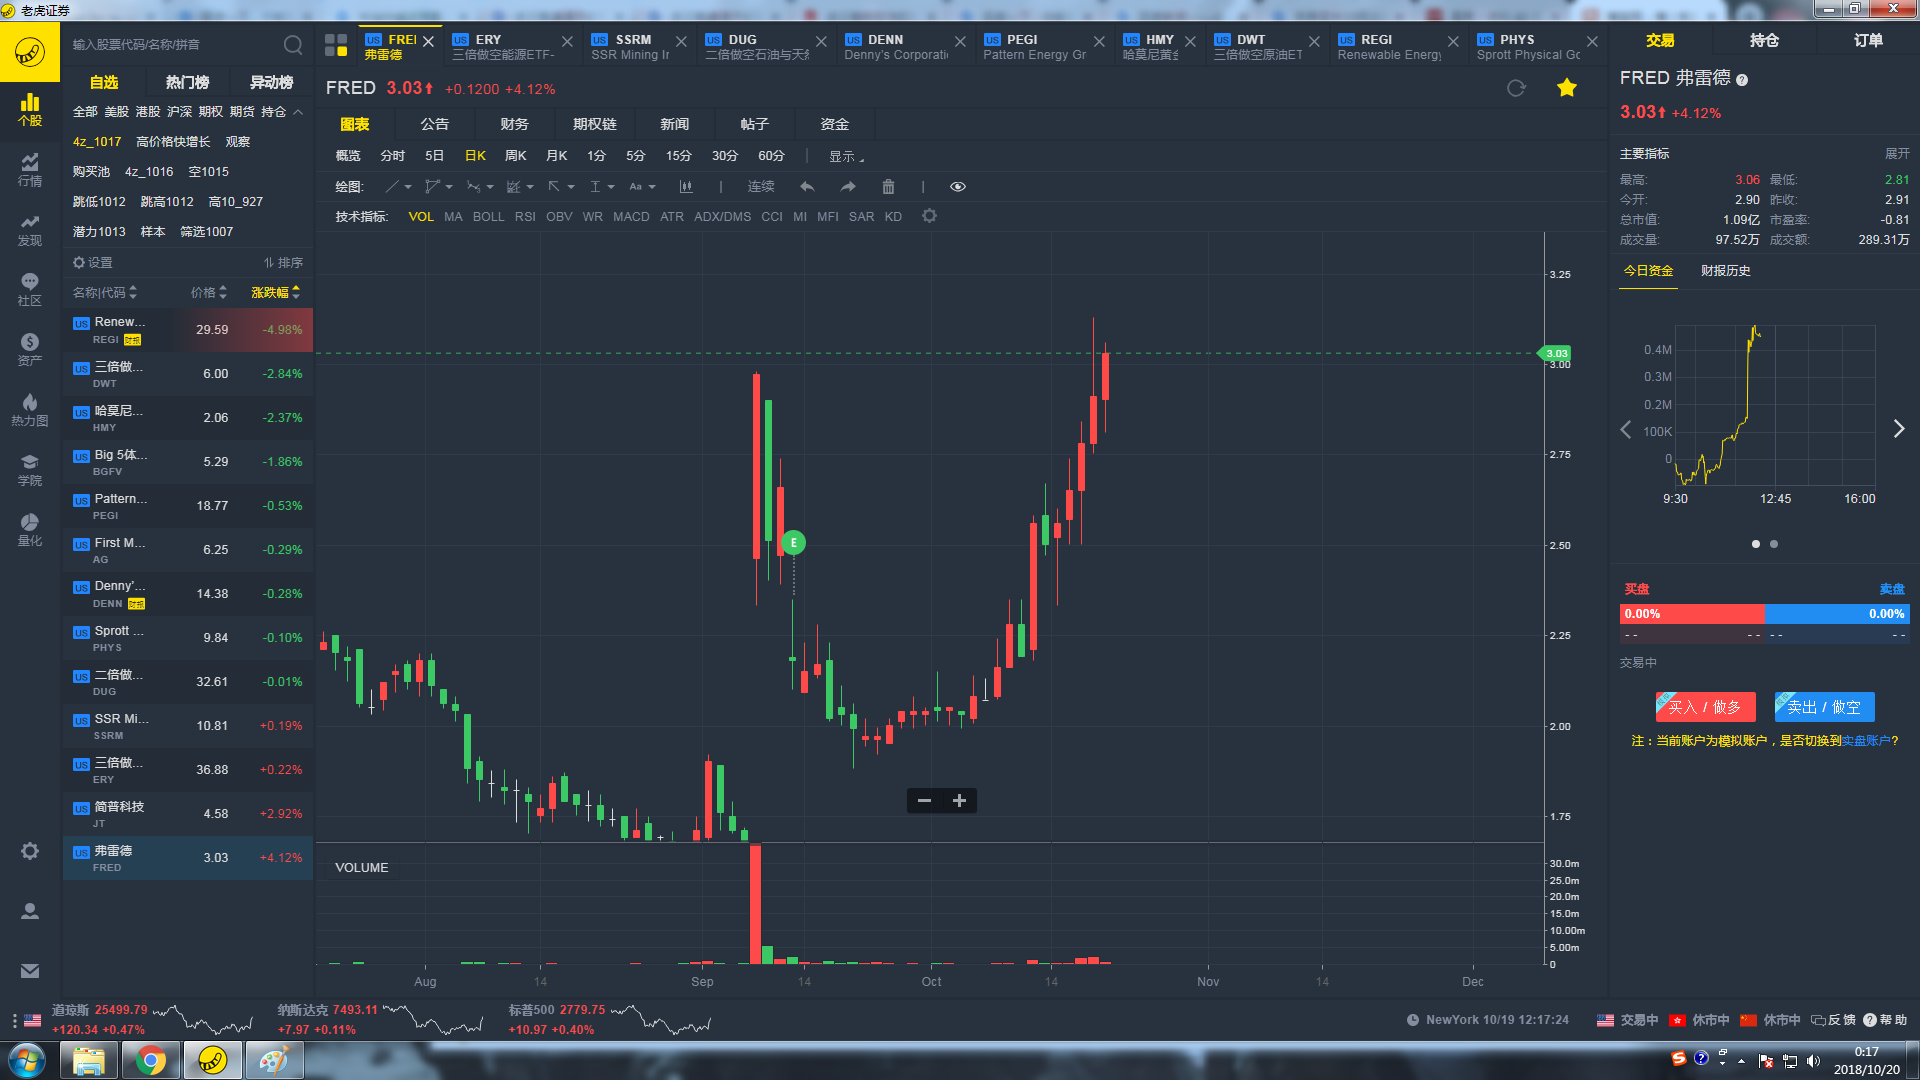 老虎证券
输入股票代码/名称/拼音
自选 热门榜 异动榜
全部 美股 港股 沪深 期权 期货 持仓
4z_1017 高价格快增长 观察
购买池 4z_1016 空1015
跳低1012 跳高1012 高10_927
潜力1013 样本 筛选1007
设置 排序
名称|代码 价格 涨跌幅
US Renew... 29.59 -4.98%
REGI 财报
US 三倍做... 6.00 -2.84%
DWT
US 哈莫尼... 2.06 -2.37%
HMY
US Big 5体... 5.29 -1.86%
BGFV
US Pattern... 18.77 -0.53%
PEGI
US First M... 6.25 -0.29%
AG
US Denny'... 14.38 -0.28%
DENN 财报
US Sprott ... 9.84 -0.10%
PHYS
US 二倍做... 32.61 -0.01%
DUG
US SSR Mi... 10.81 +0.19%
SSRM
US 三倍做... 36.88 +0.22%
ERY
US 简普科技 4.58 +2.92%
JT
US 弗雷德 3.03 +4.12%
FRED
个股
行情
发现
社区
资产
热力图
学院
量化
US FRE
弗雷德
US ERY
三倍做空能源ETF-
US SSRM
SSR Mining In
US DUG
二倍做空石油与天然
US DENN
Denny's Corporati
US PEGI
Pattern Energy Gr
US HMY
哈莫尼黄金
US DWT
三倍做空原油ET
US REGI
Renewable Energy
US PHYS
Sprott Physical Go
FRED 3.03 +0.1200 +4.12%
图表 公告 财务 期权链 新闻 帖子 资金
概览 分时 5日 日K 周K 月K 1分 5分 15分 30分 60分 显示
绘图: Aa 连续
技术指标: VOL MA BOLL RSI OBV WR MACD ATR ADX/DMS CCI MI MFI SAR KD
3.25
3.03
3.00
2.75
2.50
2.25
2.00
1.75
E
VOLUME
30.0m
25.0m
20.0m
15.0m
10.00m
5.00m
0
Aug 14 Sep 14 Oct 14 Nov 14 Dec
交易 持仓 订单
FRED 弗雷德 ?
3.03 +4.12%
主要指标 展开
最高: 3.06 最低: 2.81
今开: 2.90 昨收: 2.91
总市值: 1.09亿 市盈率: -0.81
成交量: 97.52万 成交额: 289.31万
今日资金 财报历史
0.4M
0.3M
0.2M
100K
0
9:30 12:45 16:00
买盘 卖盘
0.00% 0.00%
-- -- -- --
交易中
买入 / 做多 卖出 / 做空
注：当前账户为模拟账户，是否切换到实盘账户?
道琼斯 25499.79
+120.34 +0.47%
纳斯达克 7493.11
+7.97 +0.11%
标普500 2779.75
+10.97 +0.40%
NewYork 10/19 12:17:24 交易中 休市中 休市中 反馈 ? 帮助
0:17
2018/10/20